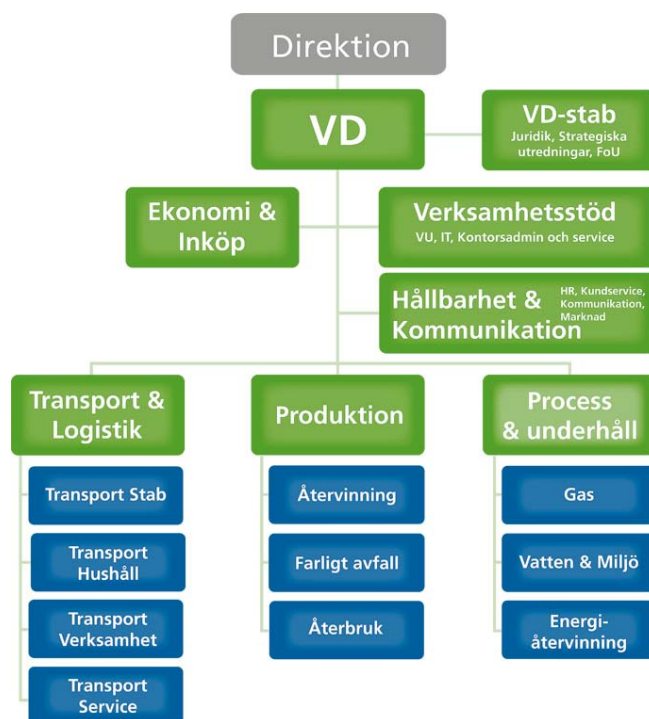 Direktion
VD
VD-stab
Juridik, Strategiska
utredningar, FoU
Ekonomi &
Inköp
Verksamhetsstöd
VU, IT, Kontorsadmin och service
Hållbarhet &
Kommunikation
HR, Kundservice,
Kommunikation,
Marknad
Transport &
Logistik
Transport Stab
Transport
Hushåll
Transport
Verksamhet
Transport
Service
Produktion
Återvinning
Farligt avfall
Återbruk
Process
& underhåll
Gas
Vatten & Miljö
Energi-
återvinning